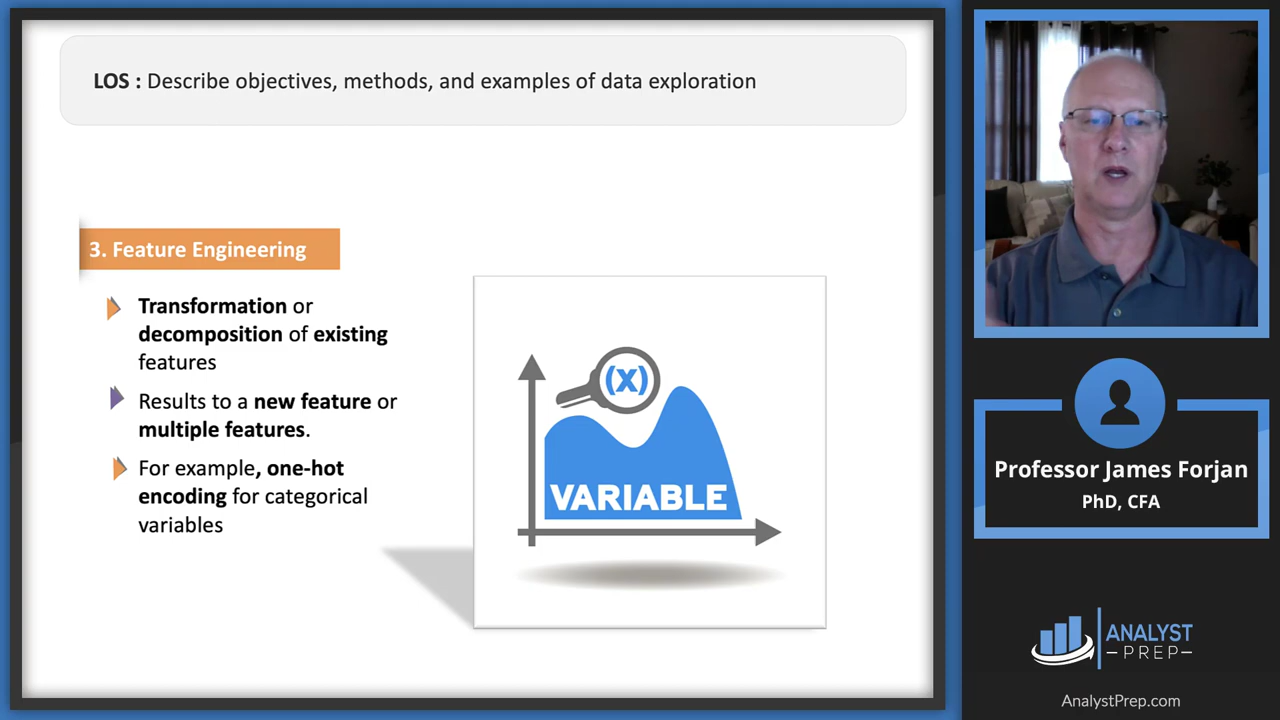 LOS : Describe objectives, methods, and examples of data exploration
3. Feature Engineering
Transformation or
decomposition of existing
features
Results to a new feature or
multiple features.
For example, one-hot
encoding for categorical
variables
(X)
VARIABLE
Professor James Forjan
PhD, CFA
ANALYST
PREP
AnalystPrep.com